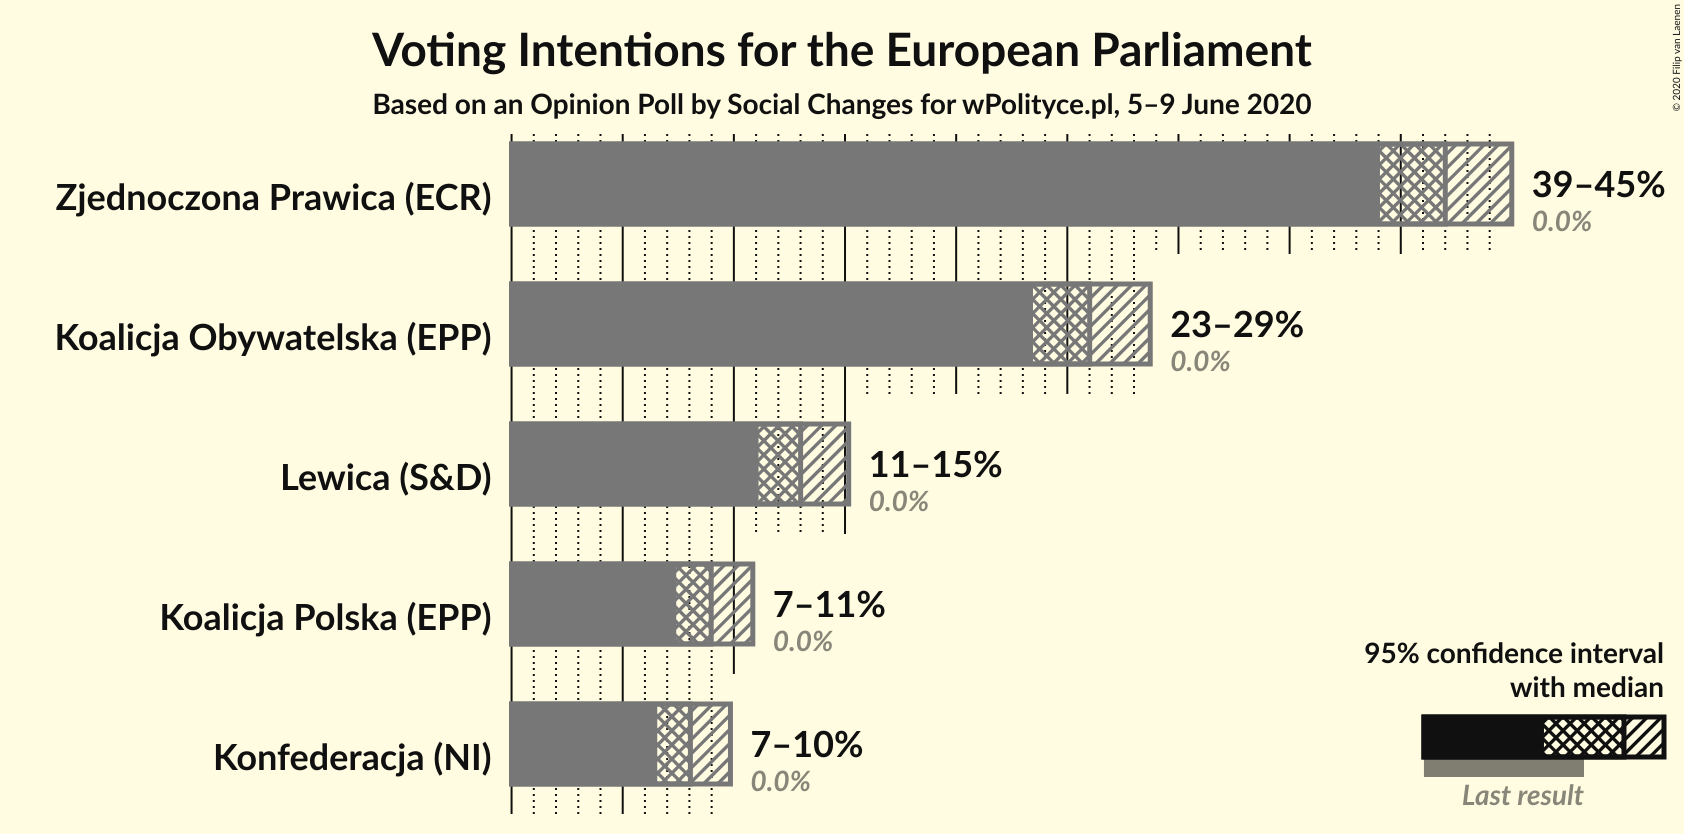 Voting Intentions for the European Parliament
Based on an Opinion Poll by Social Changes for wPolityce.pl, 5–9 June 2020
© 2020 Filip van Laenen
Zjednoczona Prawica (ECR)
39–45%
0.0%
Koalicja Obywatelska (EPP)
23–29%
0.0%
Lewica (S&D)
11–15%
0.0%
Koalicja Polska (EPP)
7–11%
0.0%
Konfederacja (NI)
7–10%
0.0%
95% confidence interval
with median
Last result